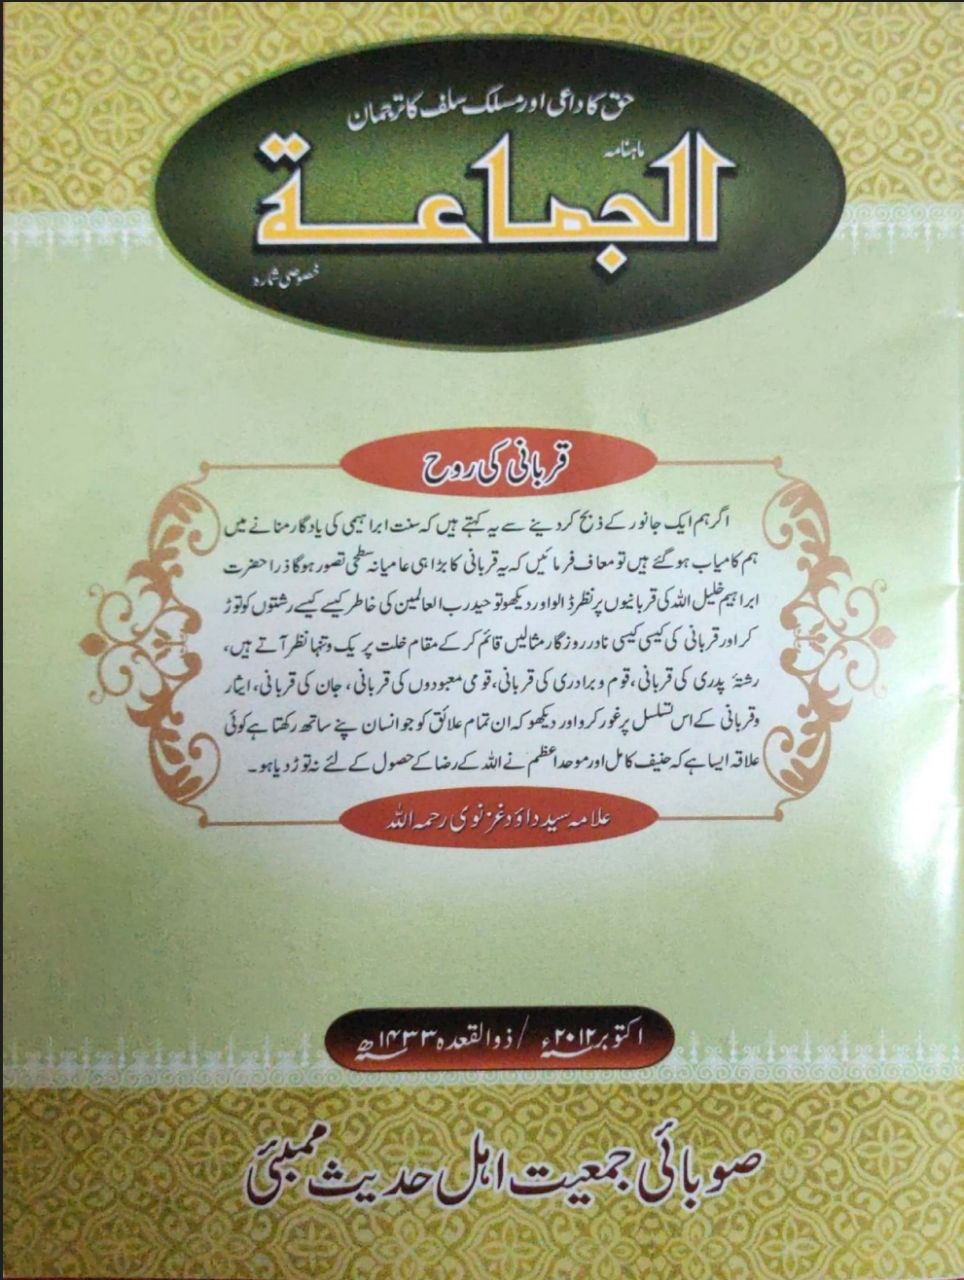 حق کا داعی اور مسلک سلف کا ترجمان
ماہنامہ
الجماعة
خصوصی شمارہ
قربانی کی روح
اگر ہم ایک جانور کے ذبح کردینے سے یہ کہتے ہیں کہ سنت ابراہیمی کی یادگار منانے میں
ہم کامیاب ہوگئے ہیں تو معاف فرمائیں کہ یہ قربانی کا بڑا ہی عامیانہ سطحی تصور ہوگا ذرا حضرت
ابراہیم خلیل اللہ کی قربانیوں پر نظر ڈالو اور دیکھو توحید رب العالمین کی خاطر کیسے کیسے رشتوں کو توڑ
کر اور قربانی کی کیسی کیسی نادر روزگار مثالیں قائم کرکے مقام خلت پر یک وتنہا نظر آتے ہیں،
رشتۂ پدری کی قربانی، قوم وبرادری کی قربانی، قومی معبودوں کی قربانی، جان کی قربانی، ایثار
وقربانی کے اس تسلسل پر غور کرو اور دیکھو کہ ان تمام علائق کو جو انسان پنے ساتھ رکھتا ہے کوئی
علاقہ ایسا ہے کہ حنیف کامل اور موحد اعظم نے اللہ کے رضا کے حصول کے لئے نہ توڑ دیا ہو۔
علامہ سید داؤد غزنوی رحمہ اللہ
اکتوبر ۲۰۱۲ء / ذوالقعدہ ۱۴۳۳ھ
صوبائی جمعیت اہل حدیث ممبئی